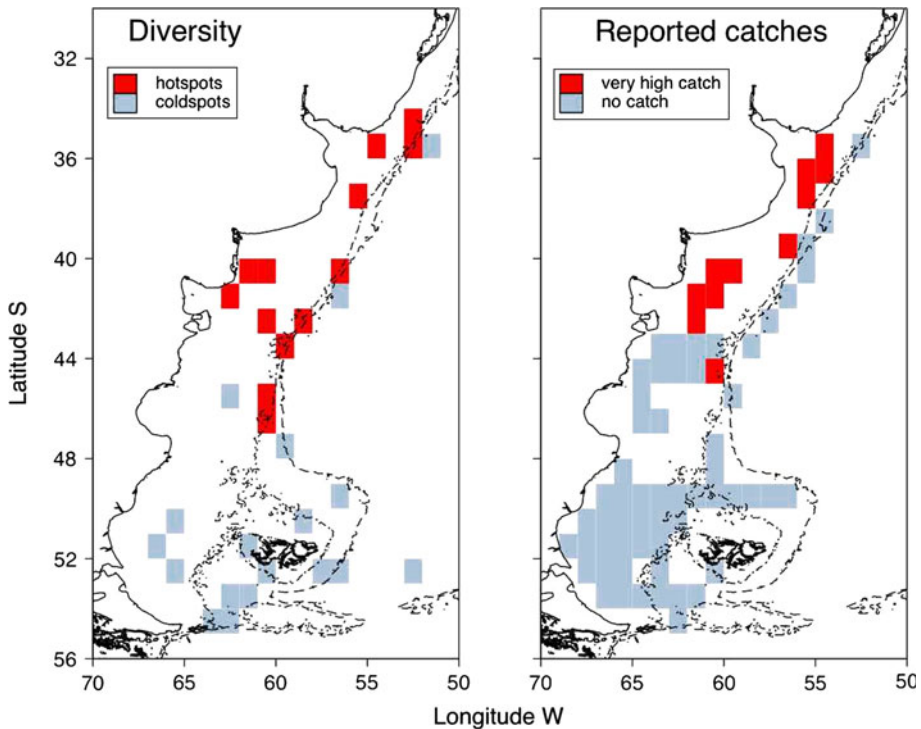 Diversity
hotspots
coldspots
Reported catches
very high catch
no catch
32
36
40
44
48
52
56
Latitude S
70 65 60 55 50
70 65 60 55 50
Longitude W